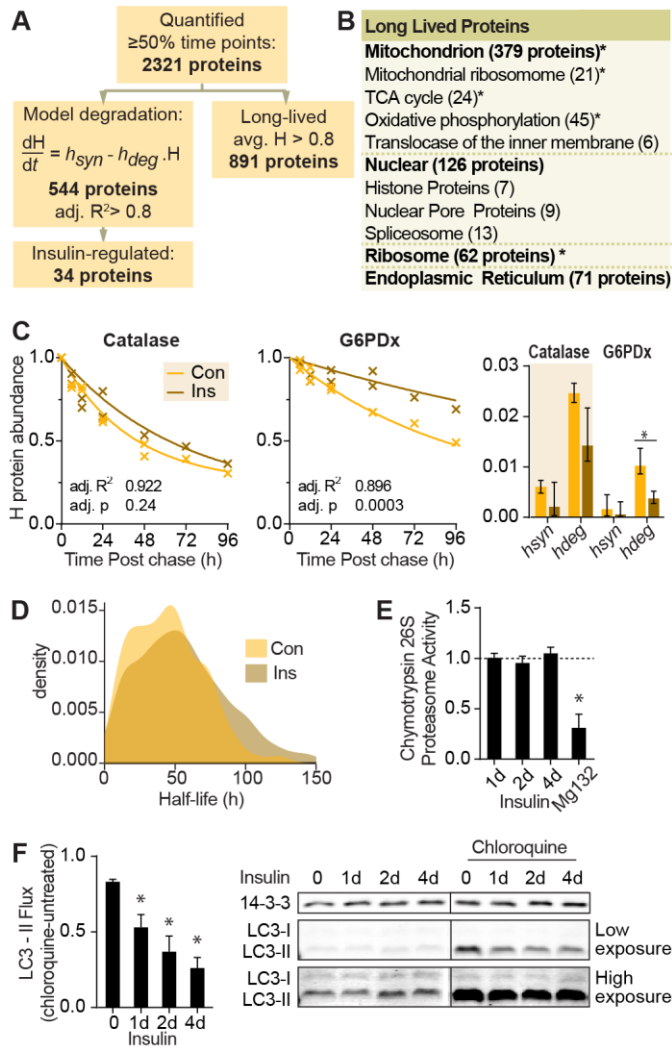 A
Quantified
≥50% time points:
2321 proteins
Model degradation:
dH/dt = hsyn - hdeg .H
544 proteins
adj. R2> 0.8
Long-lived
avg. H > 0.8
891 proteins
Insulin-regulated:
34 proteins
B
Long Lived Proteins
Mitochondrion (379 proteins)*
Mitochondrial ribosome (21)*
TCA cycle (24)*
Oxidative phosphorylation (45)*
Translocase of the inner membrane (6)
Nuclear (126 proteins)
Histone Proteins (7)
Nuclear Pore Proteins (9)
Spliceosome (13)
Ribosome (62 proteins) *
Endoplasmic Reticulum (71 proteins)
C
Catalase
H protein abundance
1.0
0.5
0.0
Con
Ins
adj. R2 0.922
adj. p 0.24
0 24 48 72 96
Time Post chase (h)
G6PDx
1.0
0.5
0.0
adj. R2 0.896
adj. p 0.0003
0 24 48 72 96
Time Post chase (h)
Catalase G6PDx
0.03
0.02
0.01
0.00
*
hsyn hdeg hsyn hdeg
D
density
0.015
0.010
0.005
0.000
Con
Ins
0 50 100 150
Half-life (h)
E
Chymotrypsin 26S
Proteasome Activity
1.5
1.0
0.5
0.0
*
1d 2d 4d Mg132
Insulin
F
LC3 - II Flux
(chloroquine-untreated)
1.0
0.5
0.0
* * *
0 1d 2d 4d
Insulin
Chloroquine
Insulin 0 1d 2d 4d 0 1d 2d 4d
14-3-3
LC3-I
LC3-II
Low
exposure
LC3-I
LC3-II
High
exposure